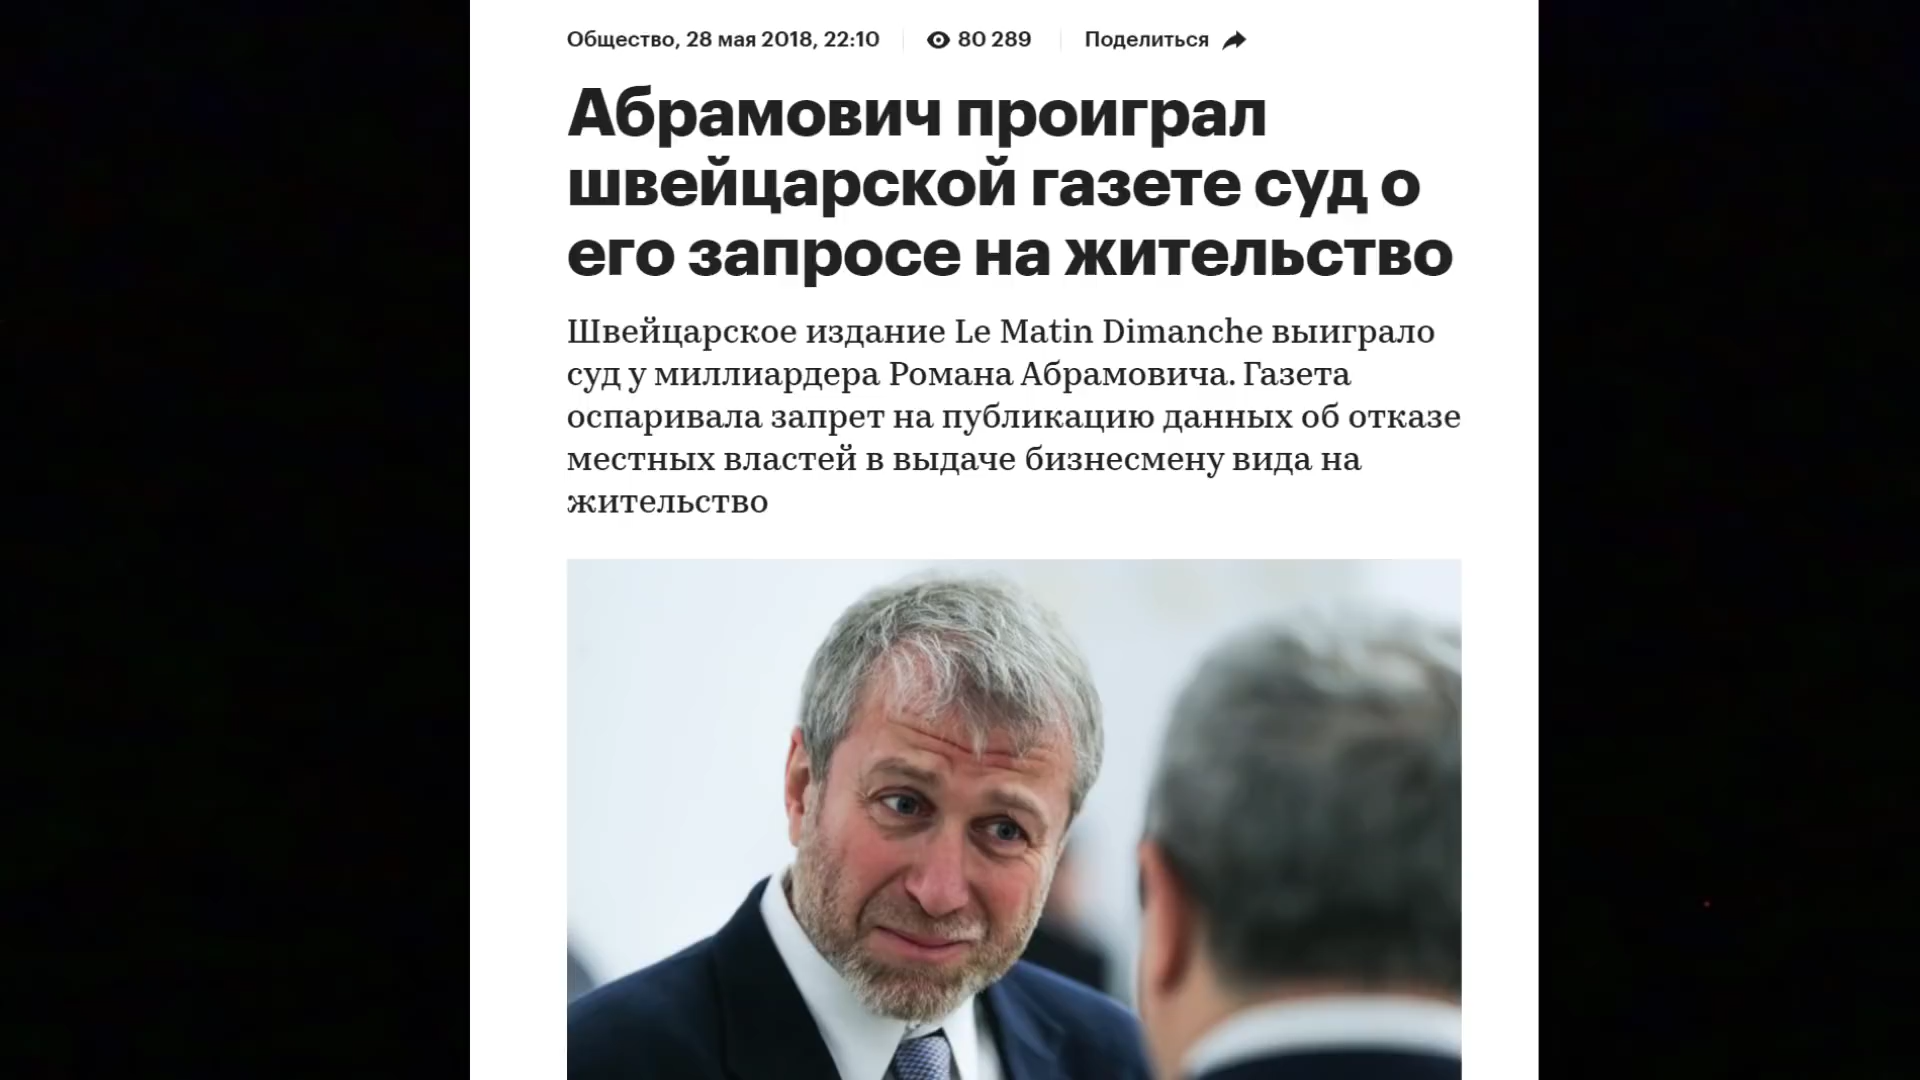 Общество, 28 мая 2018, 22:10 80 289 Поделиться
Абрамович проиграл
швейцарской газете суд о
его запросе на жительство
Швейцарское издание Le Matin Dimanche выиграло
суд у миллиардера Романа Абрамовича. Газета
оспаривала запрет на публикацию данных об отказе
местных властей в выдаче бизнесмену вида на
жительство